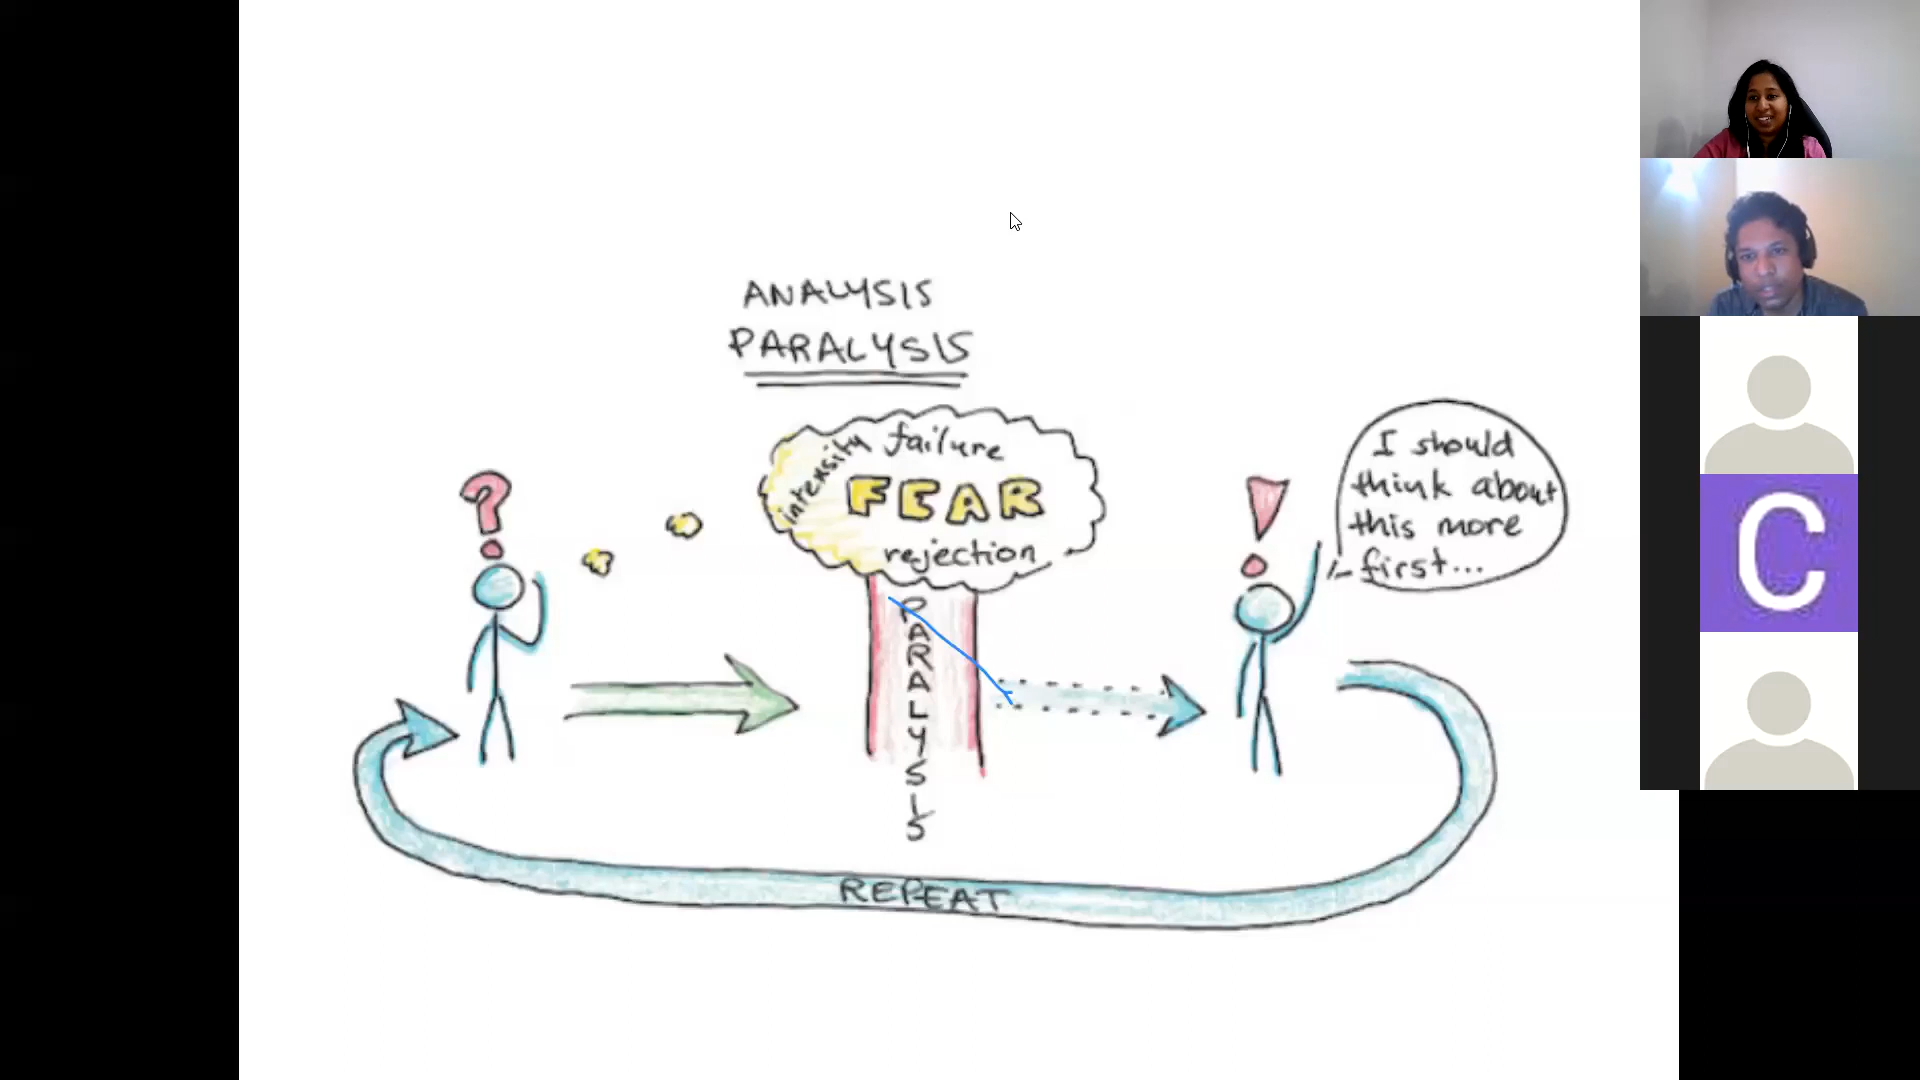 ANALYSIS
PARALYSIS
intensity
failure
FEAR
rejection
PARALYSIS
?
!
I should
think about
this more
first...
REPEAT
C